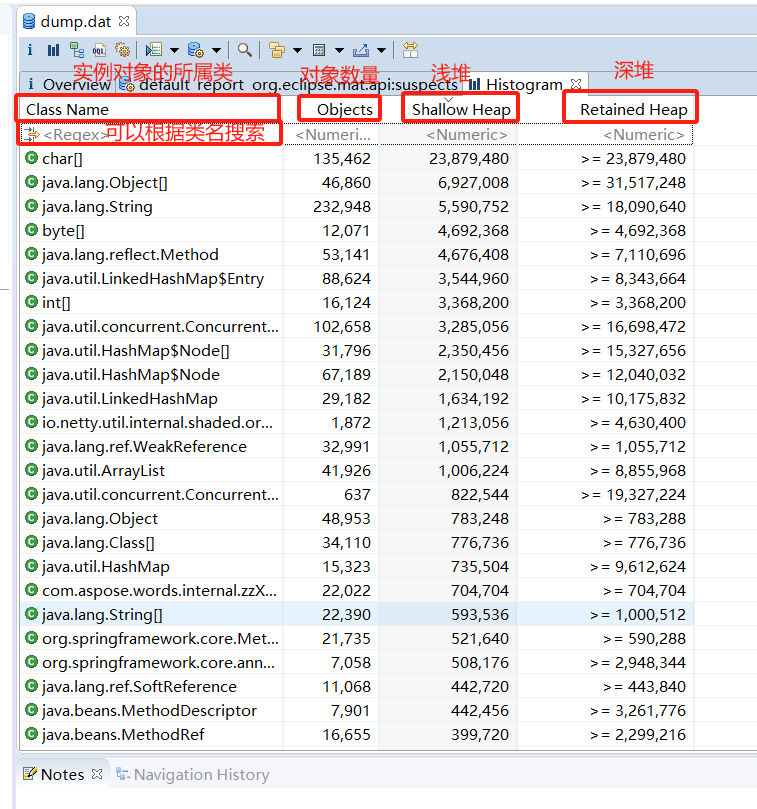 dump.dat
实例对象的所属类 对象数量 浅堆 深堆
Overview default_report org.eclipse.mat.api:suspects Histogram
Class Name Objects Shallow Heap Retained Heap
<Regex> 可以根据类名搜索 <Numeri... <Numeric> <Numeric>
char[] 135,462 23,879,480 >= 23,879,480
java.lang.Object[] 46,860 6,927,008 >= 31,517,248
java.lang.String 232,948 5,590,752 >= 18,090,640
byte[] 12,071 4,692,368 >= 4,692,368
java.lang.reflect.Method 53,141 4,676,408 >= 7,110,696
java.util.LinkedHashMap$Entry 88,624 3,544,960 >= 8,343,664
int[] 16,124 3,368,200 >= 3,368,200
java.util.concurrent.Concurrent... 102,658 3,285,056 >= 16,698,472
java.util.HashMap$Node[] 31,796 2,350,456 >= 15,327,656
java.util.HashMap$Node 67,189 2,150,048 >= 12,040,032
java.util.LinkedHashMap 29,182 1,634,192 >= 10,175,832
io.netty.util.internal.shaded.or... 1,872 1,213,056 >= 4,630,400
java.lang.ref.WeakReference 32,991 1,055,712 >= 1,055,712
java.util.ArrayList 41,926 1,006,224 >= 8,855,968
java.util.concurrent.Concurrent... 637 822,544 >= 19,327,224
java.lang.Object 48,953 783,248 >= 783,288
java.lang.Class[] 34,110 776,736 >= 776,736
java.util.HashMap 15,323 735,504 >= 9,612,624
com.aspose.words.internal.zzX... 22,022 704,704 >= 704,704
java.lang.String[] 22,390 593,536 >= 1,000,512
org.springframework.core.Met... 21,735 521,640 >= 590,288
org.springframework.core.ann... 7,058 508,176 >= 2,948,344
java.lang.ref.SoftReference 11,068 442,720 >= 443,840
java.beans.MethodDescriptor 7,901 442,456 >= 3,261,776
java.beans.MethodRef 16,655 399,720 >= 2,299,216
Notes Navigation History